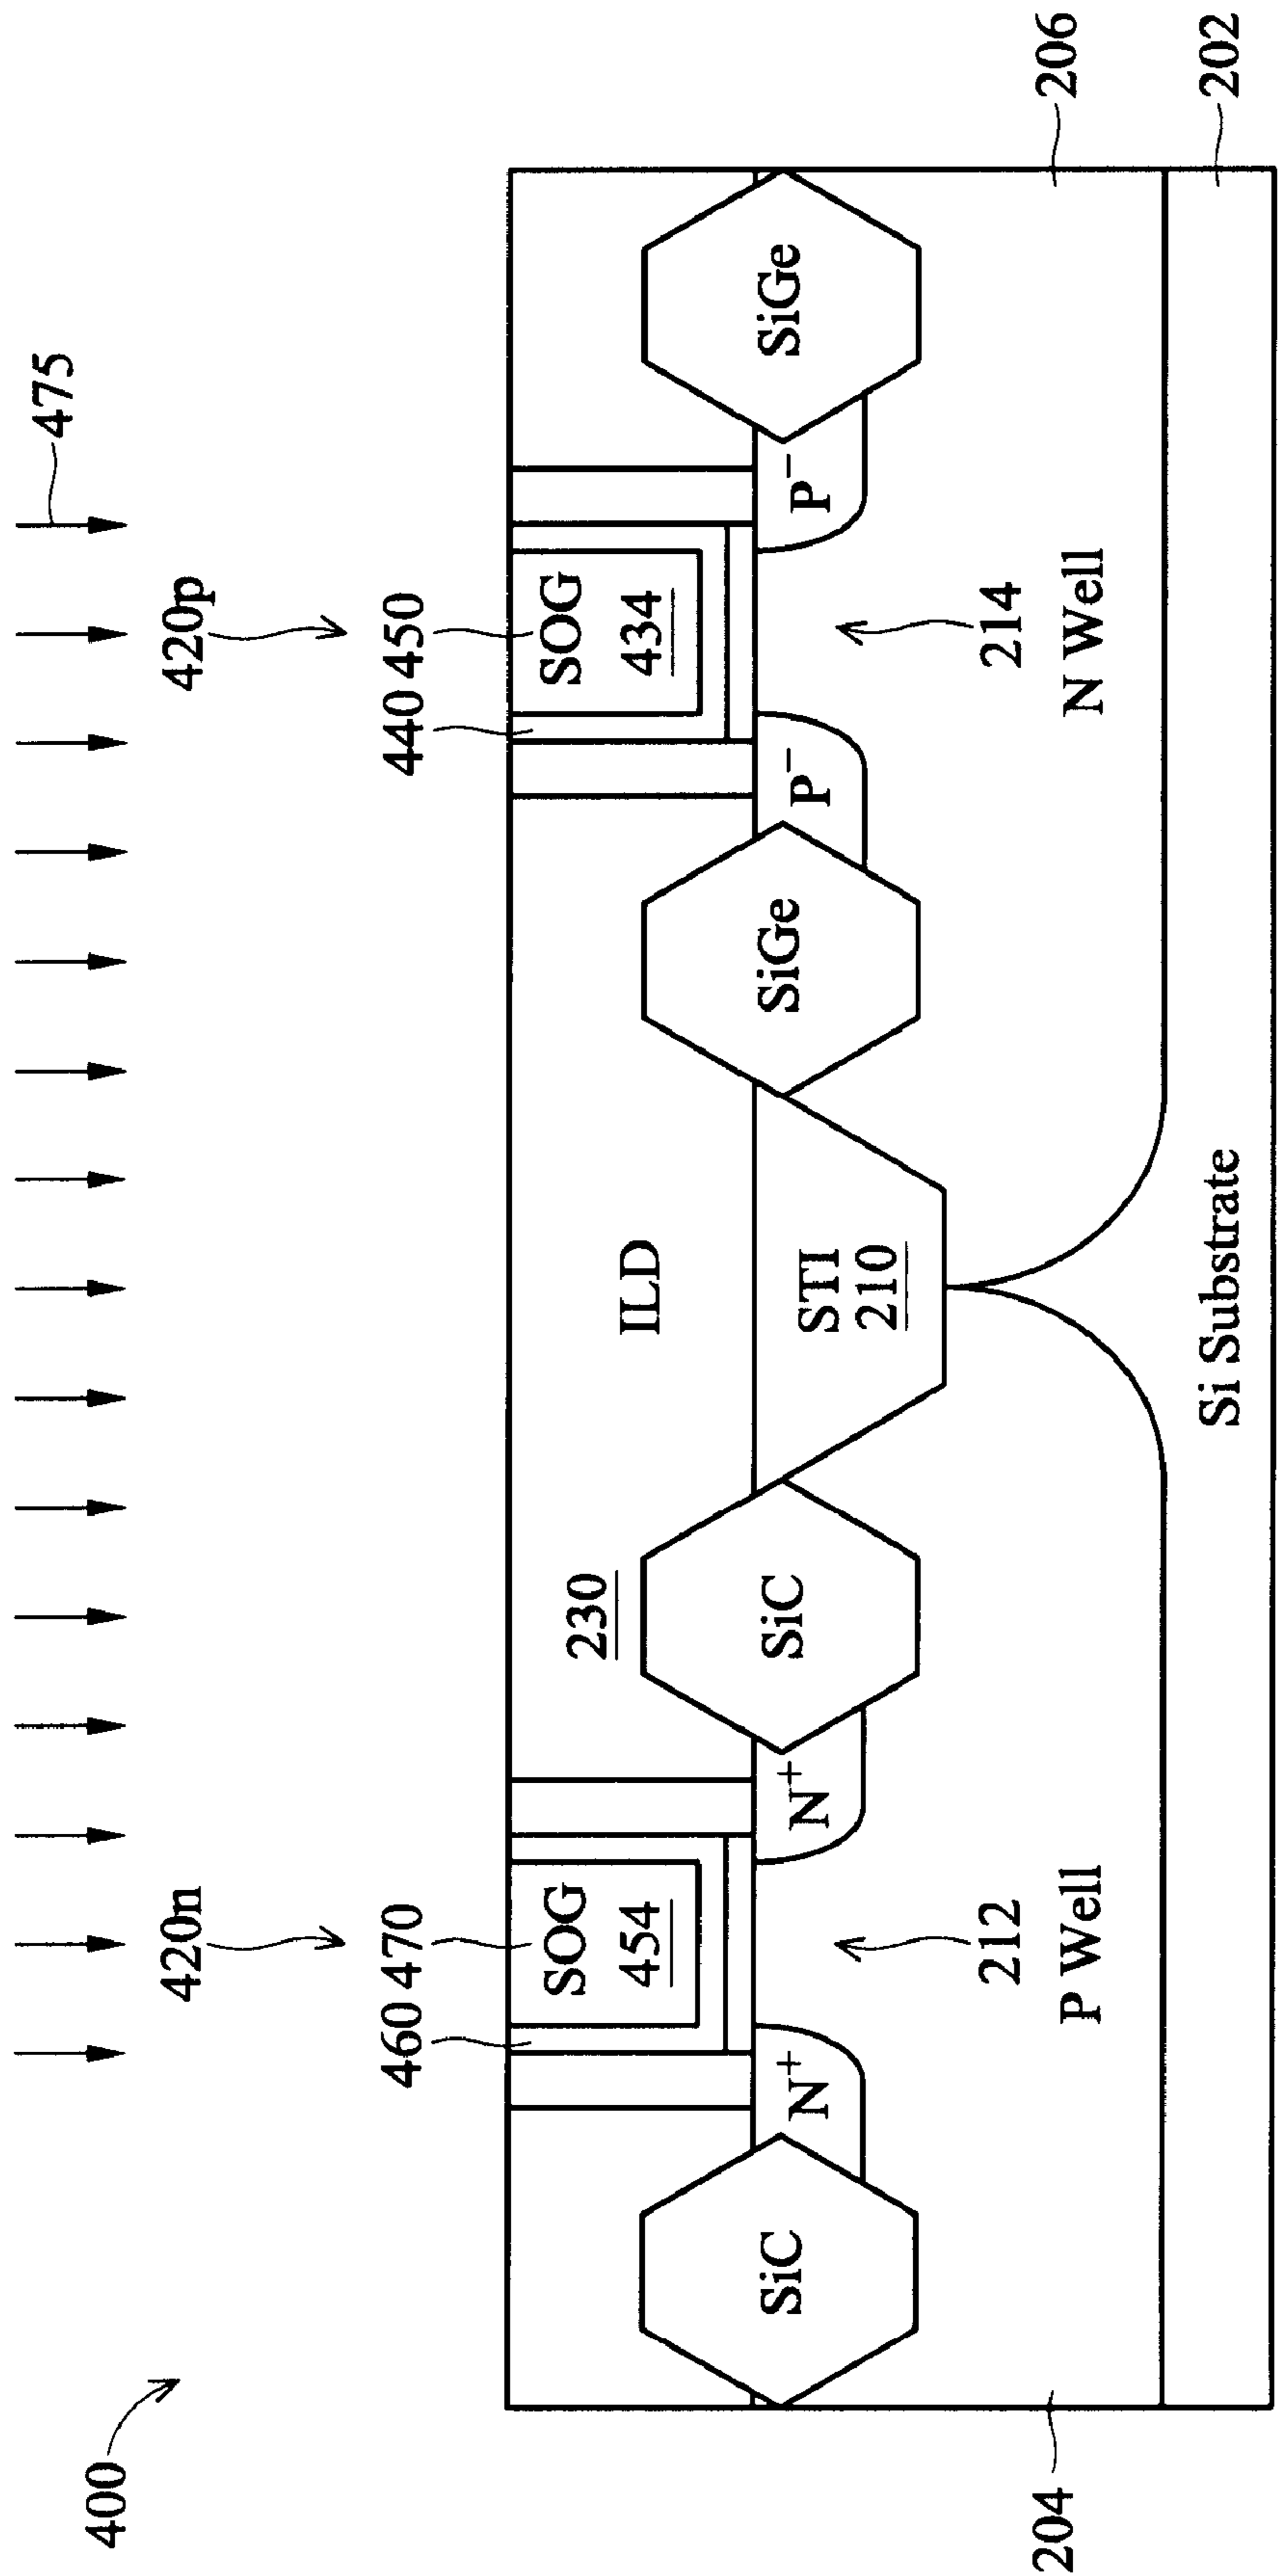 400
475
420n
420p
460 470
440 450
SOG
454
SOG
434
230
ILD
SiC
N+
N+
SiC
STI
210
SiGe
P−
P−
SiGe
212
214
P Well
N Well
204
206
Si Substrate
202